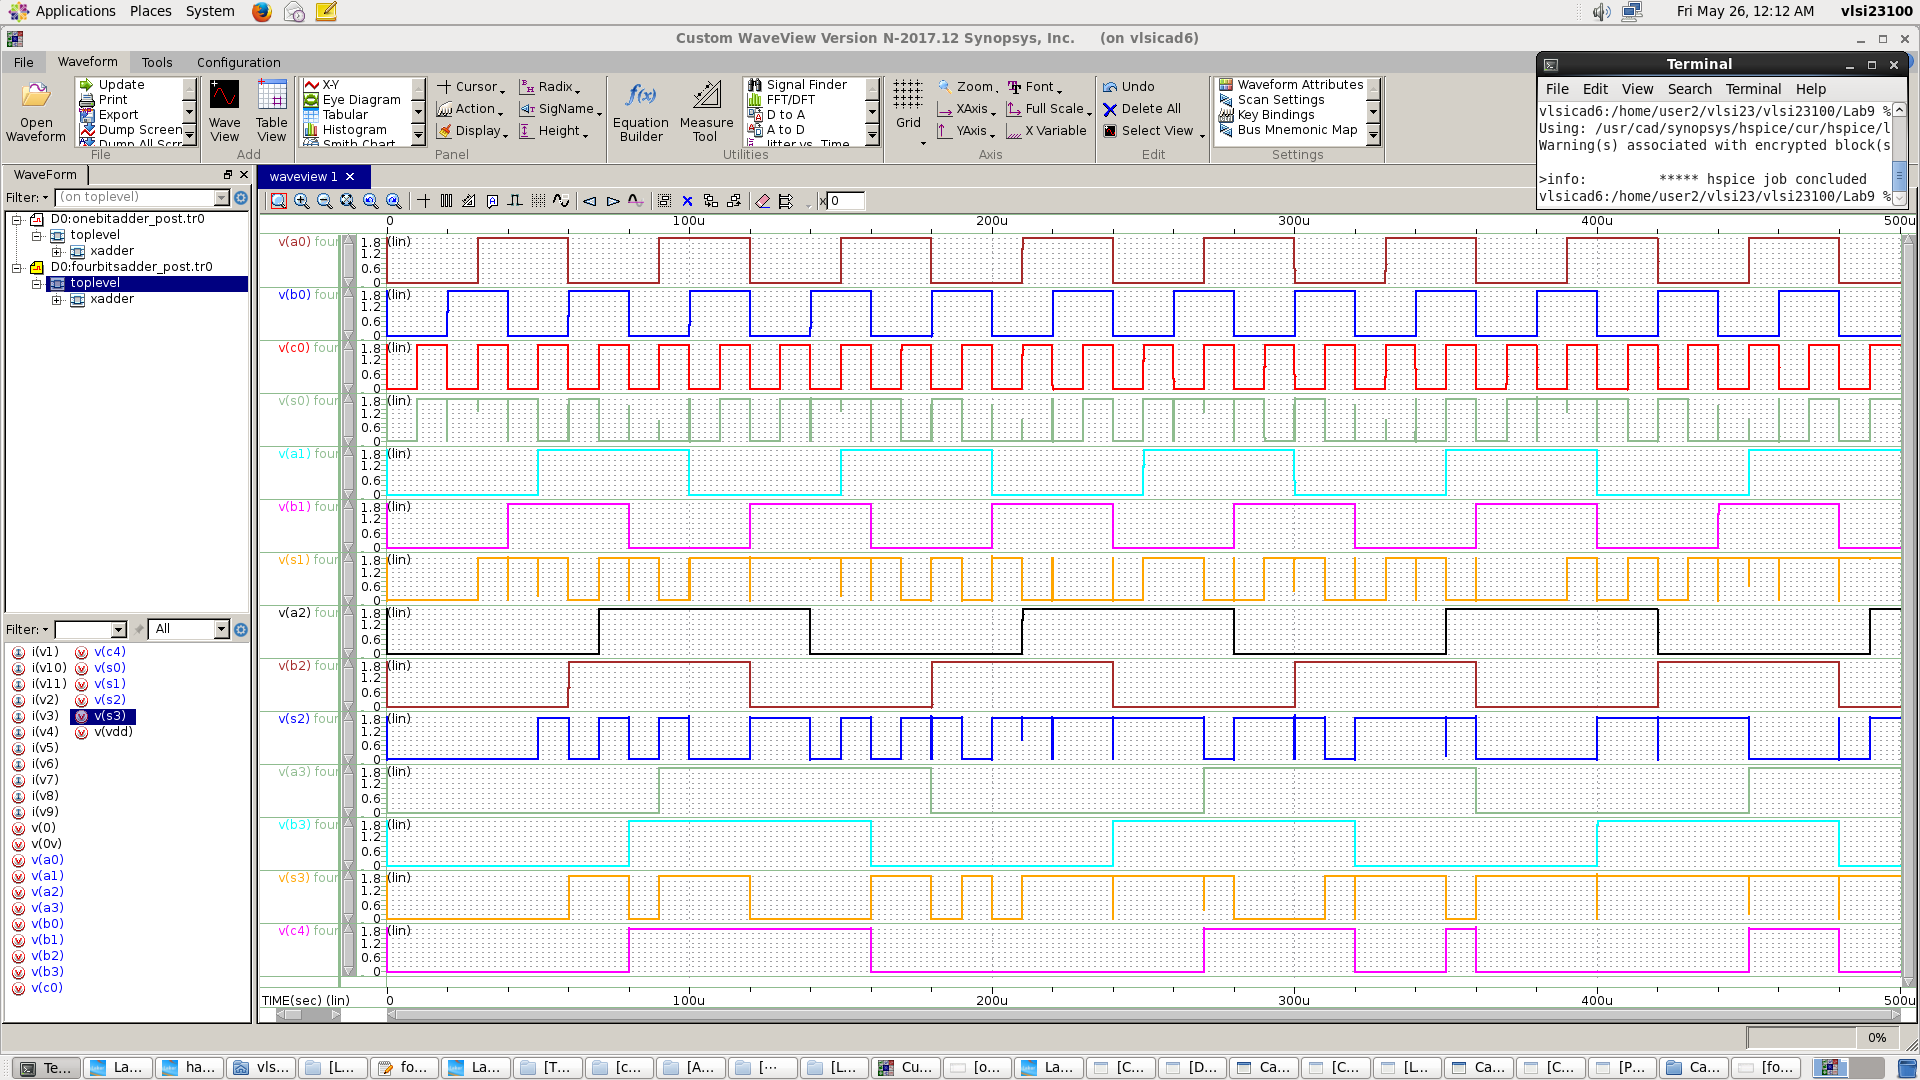 Applications Places System
Fri May 26, 12:12 AM vlsi23100
Custom WaveView Version N-2017.12 Synopsys, Inc. (on vlsicad6)
File Waveform Tools Configuration
Open Waveform
Update
Print
Export
Dump Screen
File
Wave View
Table View
Add
X-Y
Eye Diagram
Tabular
Histogram
Smith Chart
Cursor
Action
Display
Radix
SigName
Height
Panel
Equation Builder
Measure Tool
Signal Finder
FFT/DFT
D to A
A to D
Jitter vs. Time
Utilities
Grid
Zoom
XAxis
YAxis
Font
Full Scale
X Variable
Axis
Undo
Delete All
Select View
Edit
Waveform Attributes
Scan Settings
Key Bindings
Bus Mnemonic Map
Settings
Terminal
File Edit View Search Terminal Help
vlsicad6:/home/user2/vlsi23/vlsi23100/Lab9 %
Using: /usr/cad/synopsys/hspice/cur/hspice/l
Warning(s) associated with encrypted block(s
>info: ***** hspice job concluded
vlsicad6:/home/user2/vlsi23/vlsi23100/Lab9 %
WaveForm
Filter: (on toplevel)
D0:onebitadder_post.tr0
toplevel
xadder
D0:fourbitsadder_post.tr0
toplevel
xadder
Filter: All
i(v1) v(c4)
i(v10) v(s0)
i(v11) v(s1)
i(v2) v(s2)
i(v3) v(s3)
i(v4) v(vdd)
i(v5)
i(v6)
i(v7)
i(v8)
i(v9)
v(0)
v(0v)
v(a0)
v(a1)
v(a2)
v(a3)
v(b0)
v(b1)
v(b2)
v(b3)
v(c0)
waveview 1
x 0
0 100u 200u 300u 400u 500u
v(a0) four 1.8 (lin)
1.2
0.6
0
v(b0) four 1.8 (lin)
1.2
0.6
0
v(c0) four 1.8 (lin)
1.2
0.6
0
v(s0) four 1.8 (lin)
1.2
0.6
0
v(a1) four 1.8 (lin)
1.2
0.6
0
v(b1) four 1.8 (lin)
1.2
0.6
0
v(s1) four 1.8 (lin)
1.2
0.6
0
v(a2) four 1.8 (lin)
1.2
0.6
0
v(b2) four 1.8 (lin)
1.2
0.6
0
v(s2) four 1.8 (lin)
1.2
0.6
0
v(a3) four 1.8 (lin)
1.2
0.6
0
v(b3) four 1.8 (lin)
1.2
0.6
0
v(s3) four 1.8 (lin)
1.2
0.6
0
v(c4) four 1.8 (lin)
1.2
0.6
0
TIME(sec) (lin) 0 100u 200u 300u 400u 500u
0%
Te... La... ha... vls... [L... fo... La... [T... [c... [A... [... [L... Cu... [o... La... [C... [D... Ca... [C... [L... Ca... [C... [P... Ca... [fo...